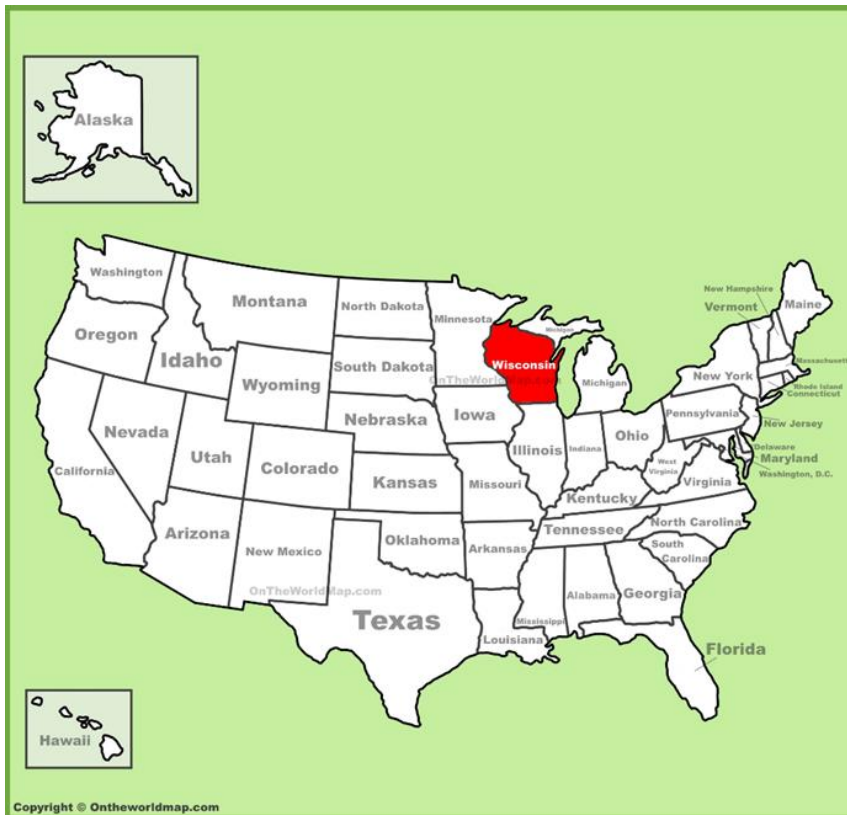 Alaska
Washington
Montana
North Dakota
Minnesota
Michigan
New Hampshire
Vermont
Maine
Oregon
Idaho
South Dakota
Wisconsin
OnTheWorldMap.com
Michigan
New York
Massachusett
Rhode Island
Connecticut
Wyoming
Nebraska
Iowa
Illinois
Indiana
Ohio
Pennsylvania
New Jersey
Nevada
Utah
Colorado
Kansas
Missouri
West
Virginia
Virginia
Delaware
Maryland
Washington, D.C.
California
Kentucky
Arizona
New Mexico
Oklahoma
Arkansas
Tennessee
North Carolina
South
Carolina
OnTheWorldMap.com
Texas
Louisiana
Mississippi
Alabama
Georgia
Florida
Hawaii
Copyright © Ontheworldmap.com